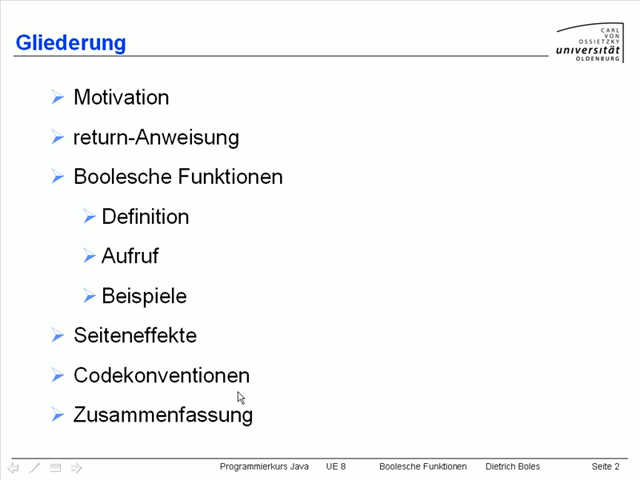 Gliederung
CARL
VON
OSSIETZKY
universität
OLDENBURG
Motivation
return-Anweisung
Boolesche Funktionen
Definition
Aufruf
Beispiele
Seiteneffekte
Codekonventionen
Zusammenfassung
Programmierkurs Java UE 8 Boolesche Funktionen Dietrich Boles Seite 2